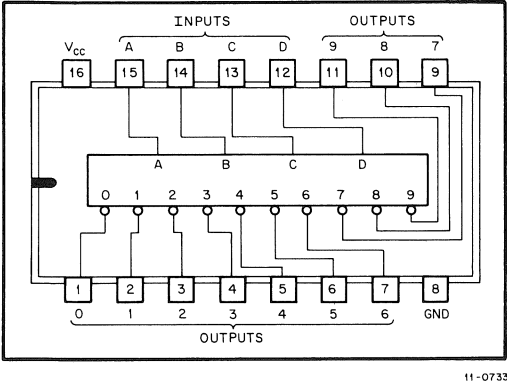 INPUTS OUTPUTS
VCC A B C D 9 8 7
16 15 14 13 12 11 10 9
A B C D
0 1 2 3 4 5 6 7 8 9
1 2 3 4 5 6 7 8
0 1 2 3 4 5 6 GND
OUTPUTS
11-0733